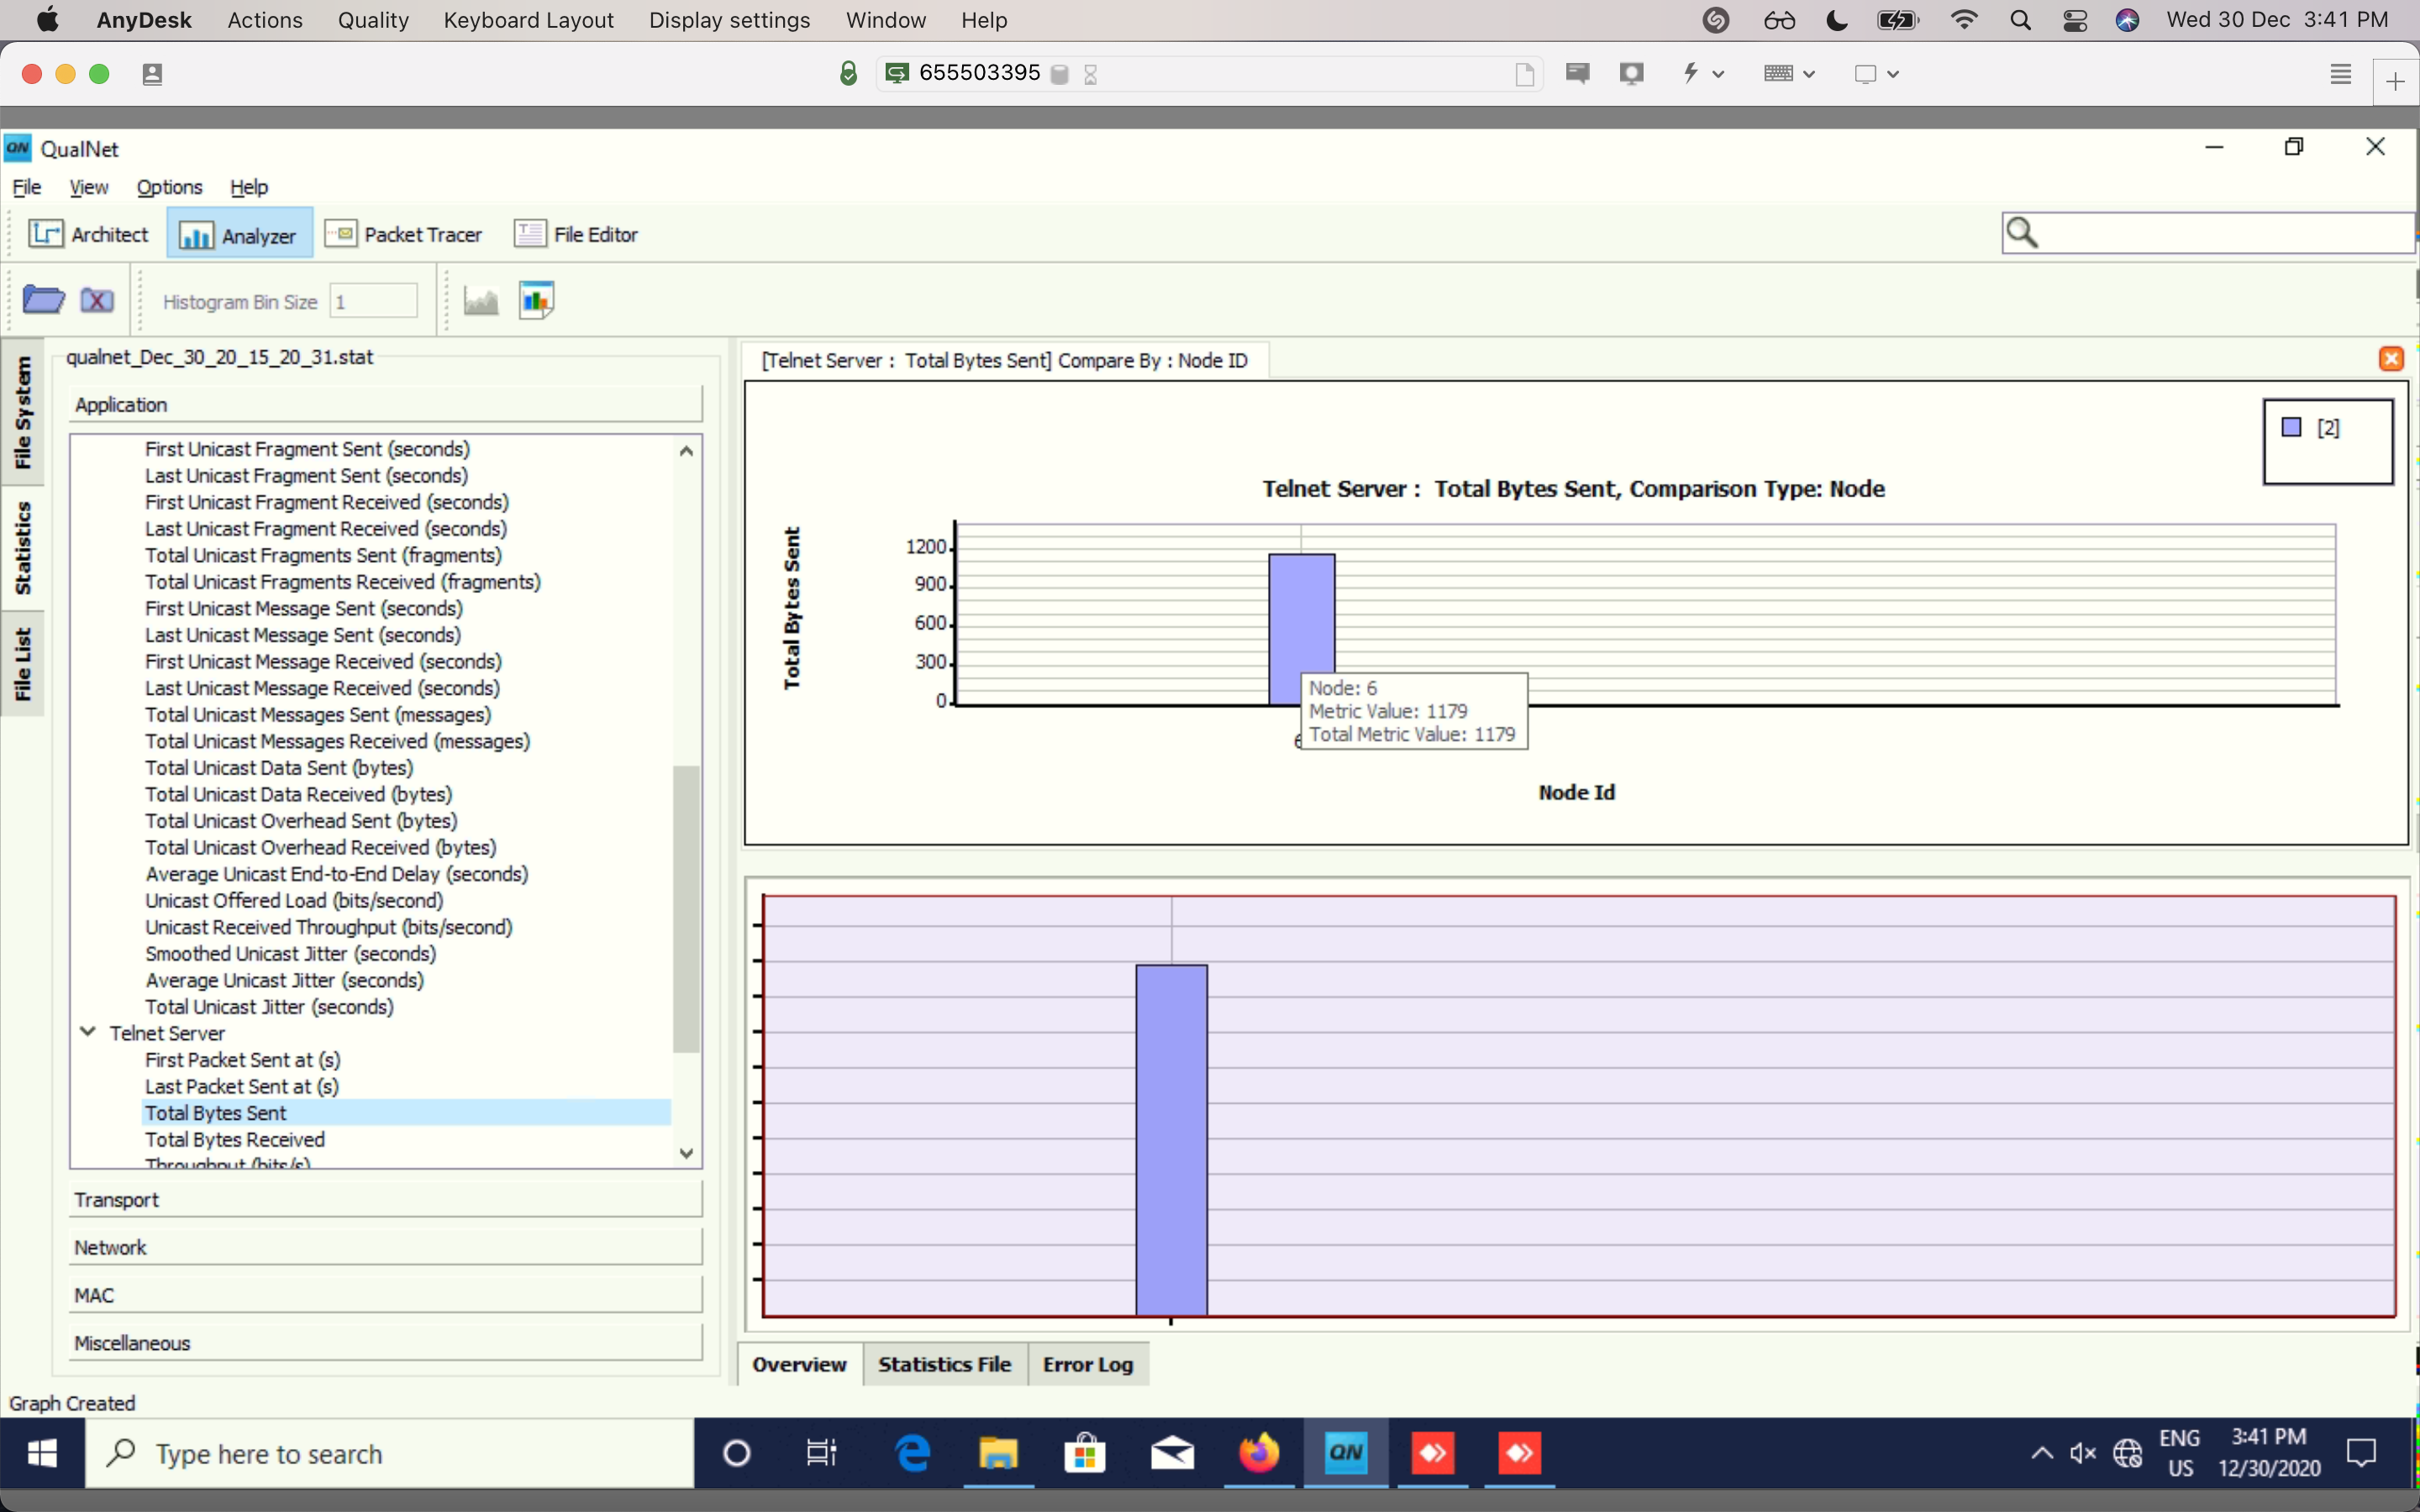 AnyDesk Actions Quality Keyboard Layout Display settings Window Help Wed 30 Dec 3:41 PM
655503395
QN QualNet
File View Options Help
Architect Analyzer Packet Tracer File Editor
Histogram Bin Size 1
File System
Statistics
File List
qualnet_Dec_30_20_15_20_31.stat
Application
First Unicast Fragment Sent (seconds)
Last Unicast Fragment Sent (seconds)
First Unicast Fragment Received (seconds)
Last Unicast Fragment Received (seconds)
Total Unicast Fragments Sent (fragments)
Total Unicast Fragments Received (fragments)
First Unicast Message Sent (seconds)
Last Unicast Message Sent (seconds)
First Unicast Message Received (seconds)
Last Unicast Message Received (seconds)
Total Unicast Messages Sent (messages)
Total Unicast Messages Received (messages)
Total Unicast Data Sent (bytes)
Total Unicast Data Received (bytes)
Total Unicast Overhead Sent (bytes)
Total Unicast Overhead Received (bytes)
Average Unicast End-to-End Delay (seconds)
Unicast Offered Load (bits/second)
Unicast Received Throughput (bits/second)
Smoothed Unicast Jitter (seconds)
Average Unicast Jitter (seconds)
Total Unicast Jitter (seconds)
Telnet Server
First Packet Sent at (s)
Last Packet Sent at (s)
Total Bytes Sent
Total Bytes Received
Throughput (bits/s)
Transport
Network
MAC
Miscellaneous
[Telnet Server : Total Bytes Sent] Compare By : Node ID
[2]
Telnet Server : Total Bytes Sent, Comparison Type: Node
Total Bytes Sent
1200
900
600
300
0
Node: 6
Metric Value: 1179
Total Metric Value: 1179
6
Node Id
Overview Statistics File Error Log
Graph Created
Type here to search
QN
ENG
US
3:41 PM
12/30/2020